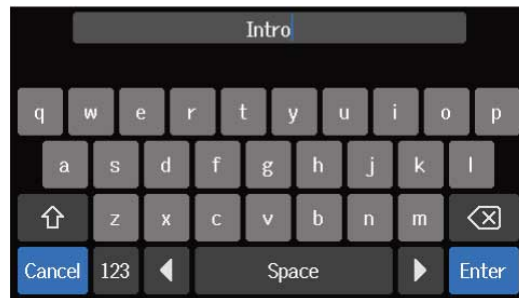 Intro
q w e r t y u i o p
a s d f g h j k l
z x c v b n m
Cancel 123 Space Enter